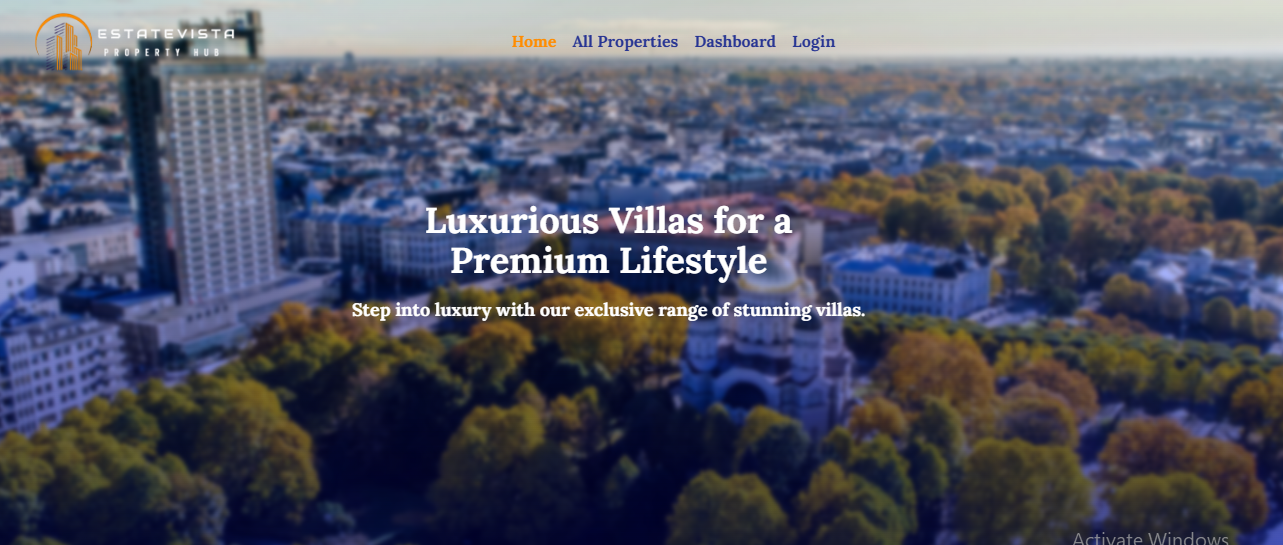 ESTATEVISTA
PROPERTY HUB
Home All Properties Dashboard Login
Luxurious Villas for a
Premium Lifestyle
Step into luxury with our exclusive range of stunning villas.
Activate Windows